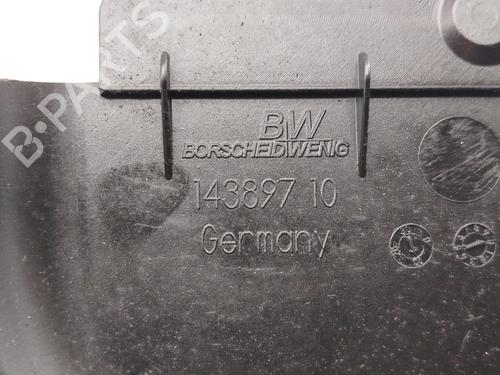 B-PARTS
BW
BORSCHEIDWENIG
143897 10
Germany